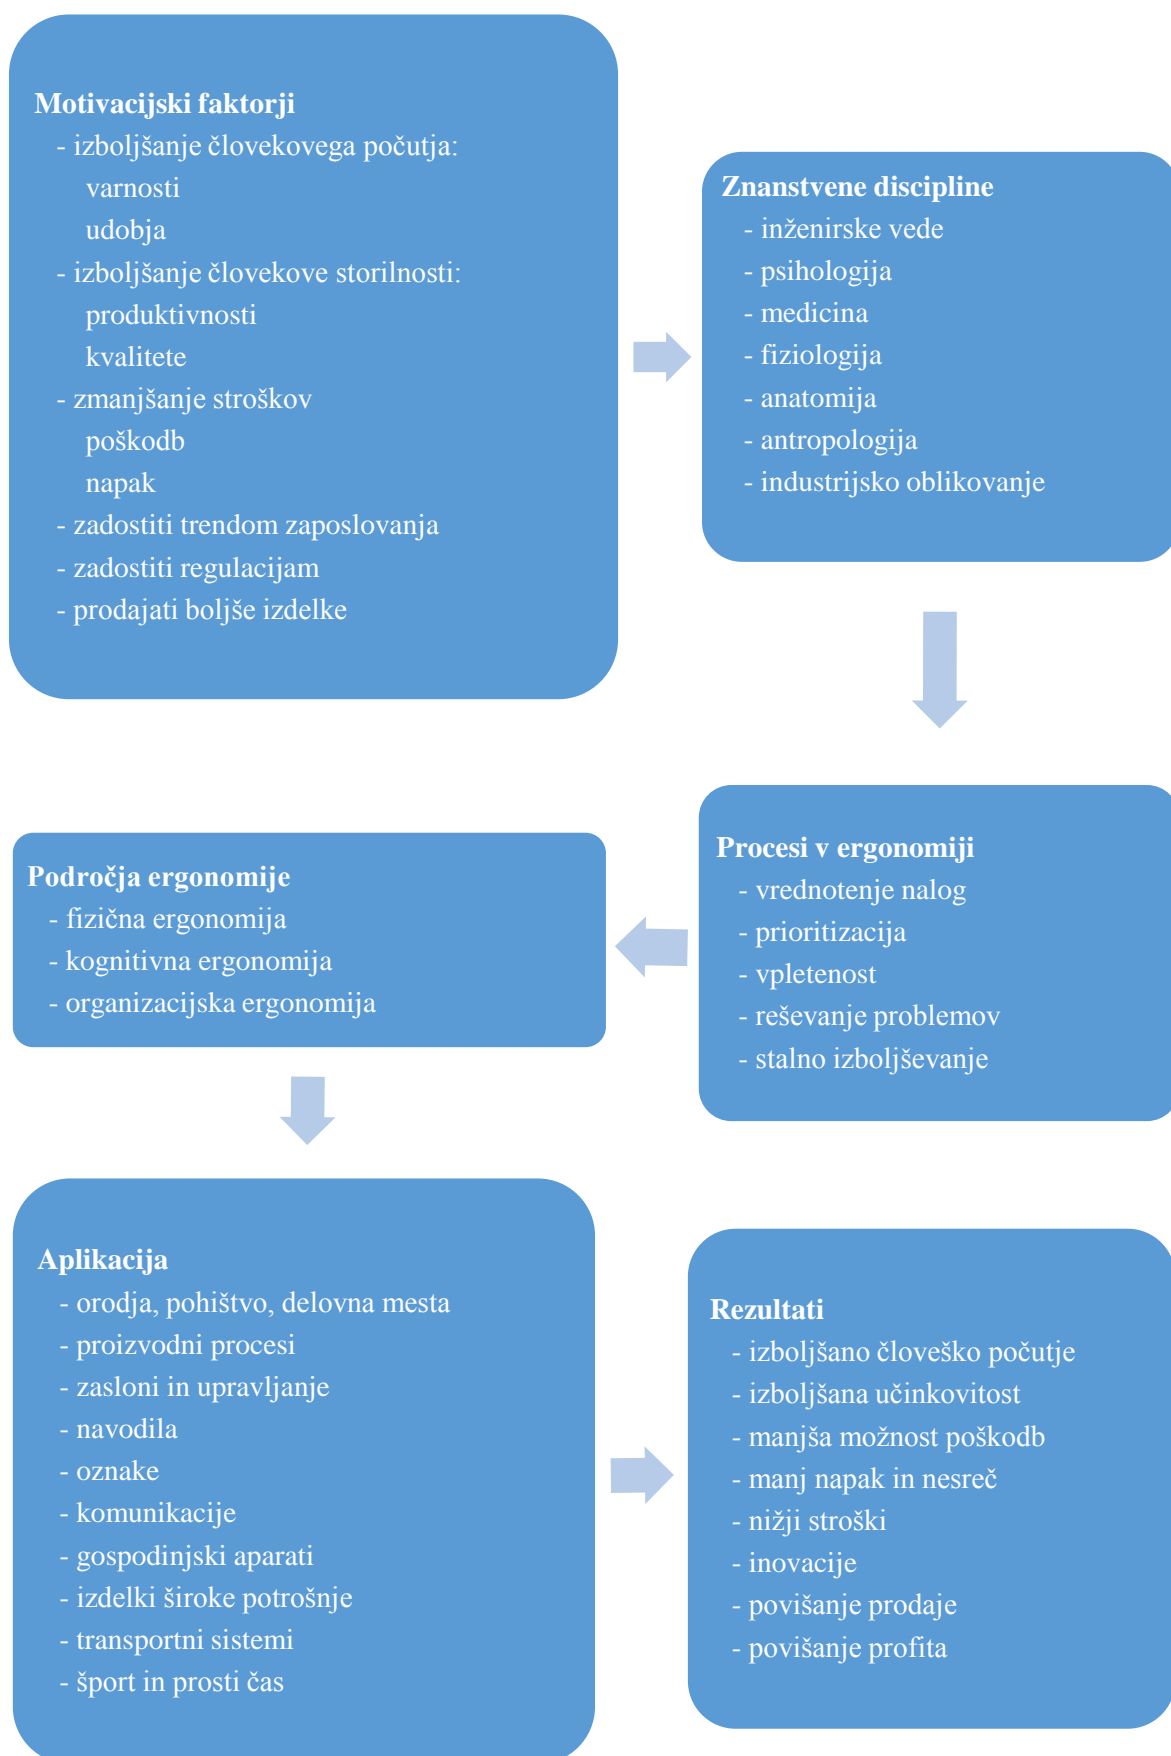 Motivacijski faktorji
- izboljšanje človekovega počutja:
varnosti
udobja
- izboljšanje človekove storilnosti:
produktivnosti
kvalitete
- zmanjšanje stroškov
poškodb
napak
- zadostiti trendom zaposlovanja
- zadostiti regulacijam
- prodajati boljše izdelke
Znanstvene discipline
- inženirske vede
- psihologija
- medicina
- fiziologija
- anatomija
- antropologija
- industrijsko oblikovanje
Procesi v ergonomiji
- vrednotenje nalog
- prioritizacija
- vpletenost
- reševanje problemov
- stalno izboljševanje
Področja ergonomije
- fizična ergonomija
- kognitivna ergonomija
- organizacijska ergonomija
Aplikacija
- orodja, pohištvo, delovna mesta
- proizvodni procesi
- zasloni in upravljanje
- navodila
- oznake
- komunikacije
- gospodinjski aparati
- izdelki široke potrošnje
- transportni sistemi
- šport in prosti čas
Rezultati
- izboljšano človeško počutje
- izboljšana učinkovitost
- manjša možnost poškodb
- manj napak in nesreč
- nižji stroški
- inovacije
- povišanje prodaje
- povišanje profita